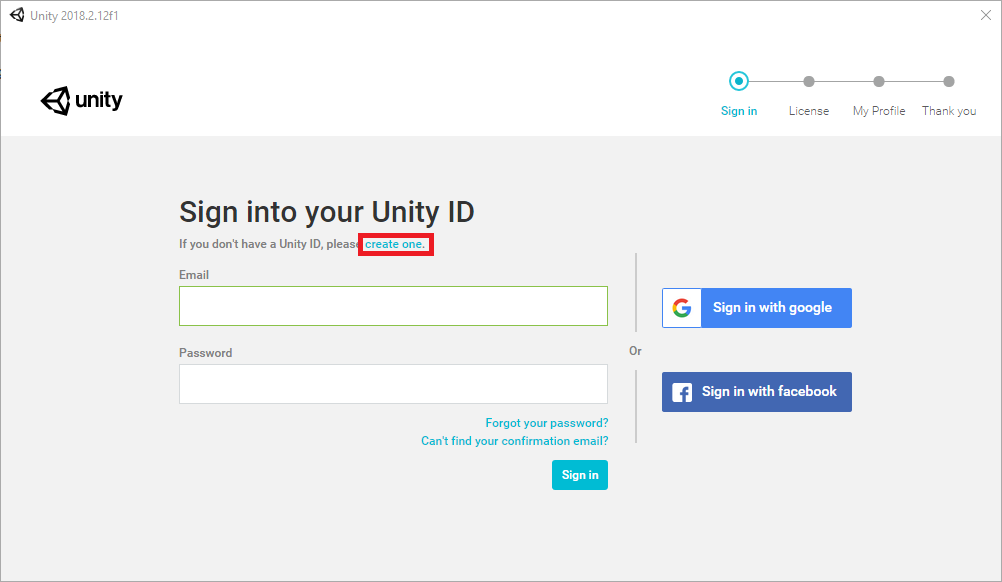 Unity 2018.2.12f1
unity
Sign in
License
My Profile
Thank you
Sign into your Unity ID
If you don't have a Unity ID, please create one.
Email
Password
Forgot your password?
Can't find your confirmation email?
Sign in
Or
Sign in with google
Sign in with facebook